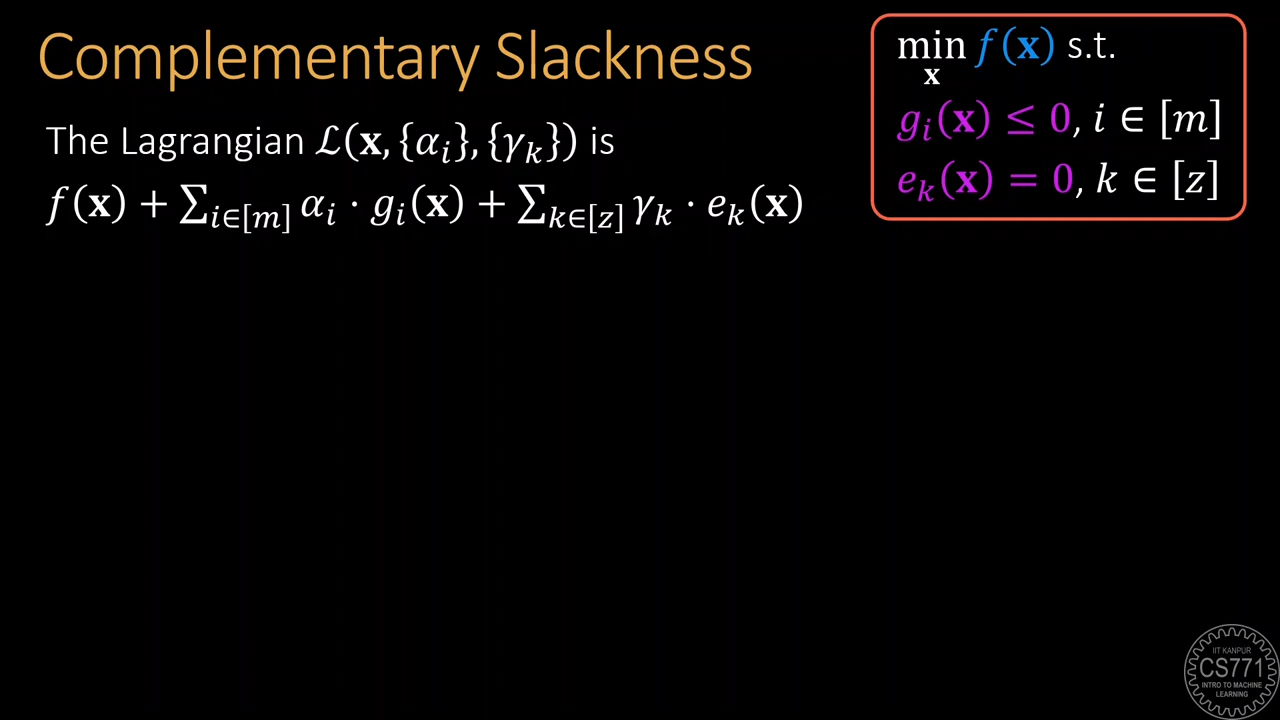 Complementary Slackness
The Lagrangian ℒ(𝐱, {αᵢ}, {γₖ}) is
f(𝐱) + ∑_{i∈[m]} αᵢ · gᵢ(𝐱) + ∑_{k∈[z]} γₖ · eₖ(𝐱)
min_𝐱 f(𝐱) s.t.
gᵢ(𝐱) ≤ 0, i ∈ [m]
eₖ(𝐱) = 0, k ∈ [z]
IIT KANPUR
CS771
INTRO TO MACHINE
LEARNING